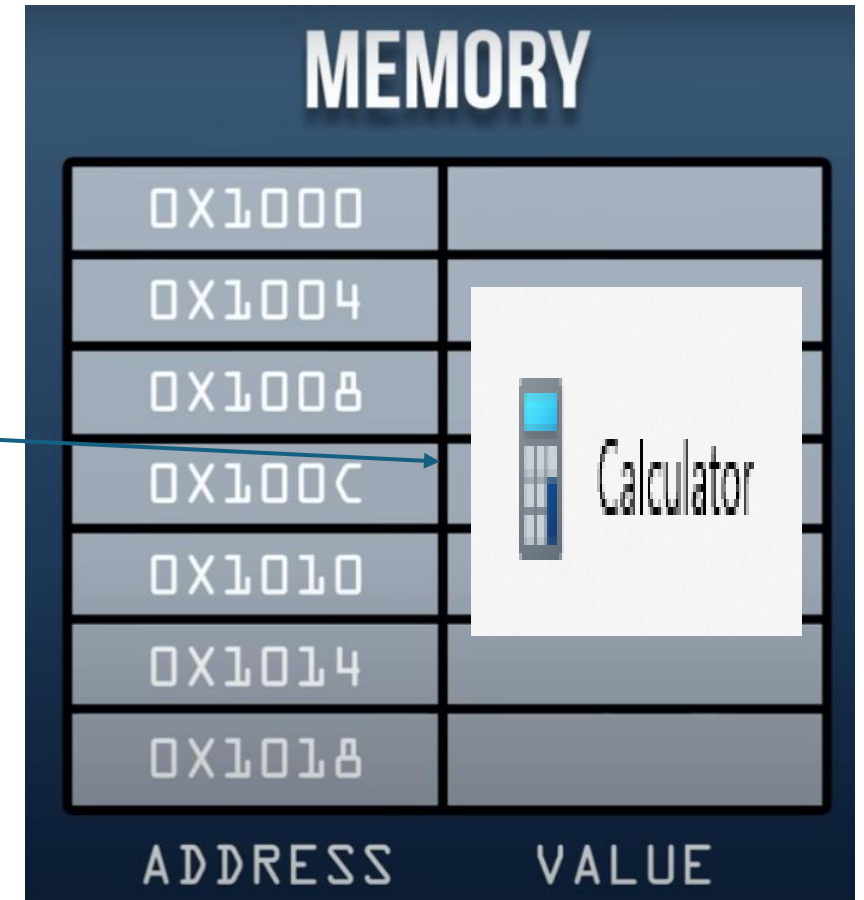 MEMORY
0X1000
0X1004
0X1008
0X100C
Calculator
0X1010
0X1014
0X1018
ADDRESS VALUE